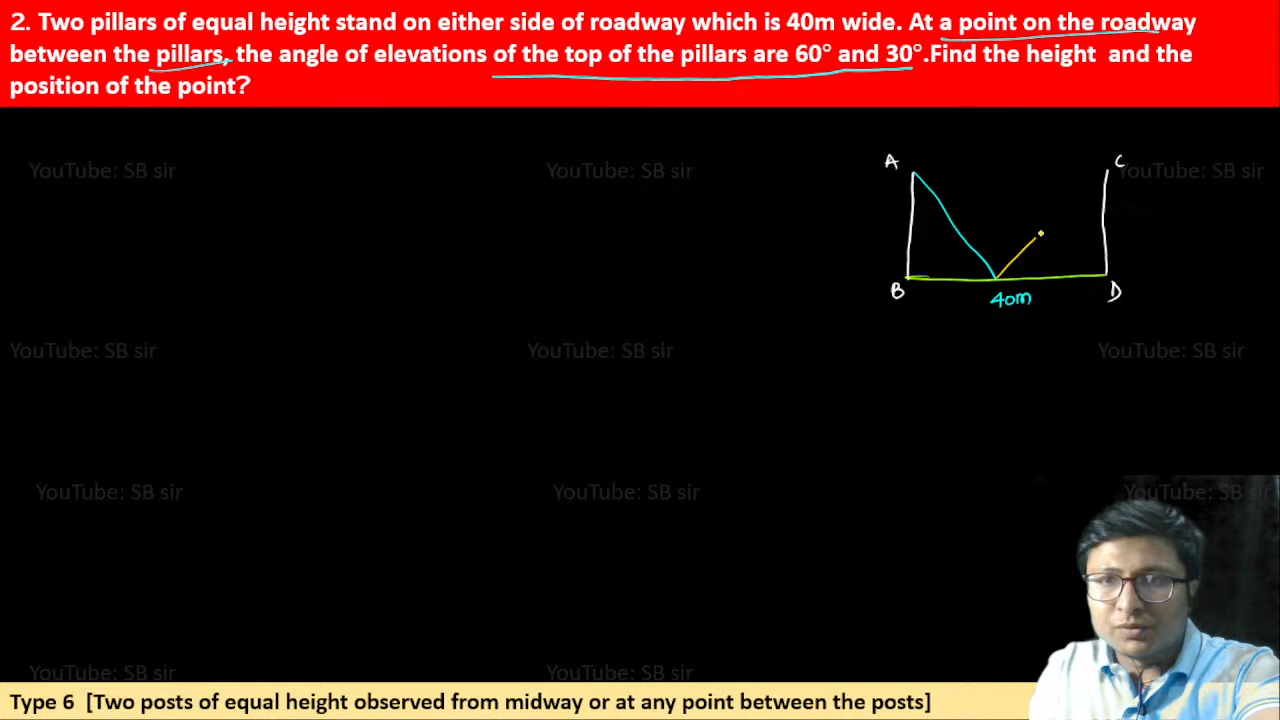 2. Two pillars of equal height stand on either side of roadway which is 40m wide. At a point on the roadway
between the pillars, the angle of elevations of the top of the pillars are 60° and 30°.Find the height and the
position of the point?
YouTube: SB sir
YouTube: SB sir
YouTube: SB sir
A
C
B
D
40m
YouTube: SB sir
YouTube: SB sir
YouTube: SB sir
YouTube: SB sir
YouTube: SB sir
YouTube: SB sir
YouTube: SB sir
YouTube: SB sir
Type 6 [Two posts of equal height observed from midway or at any point between the posts]